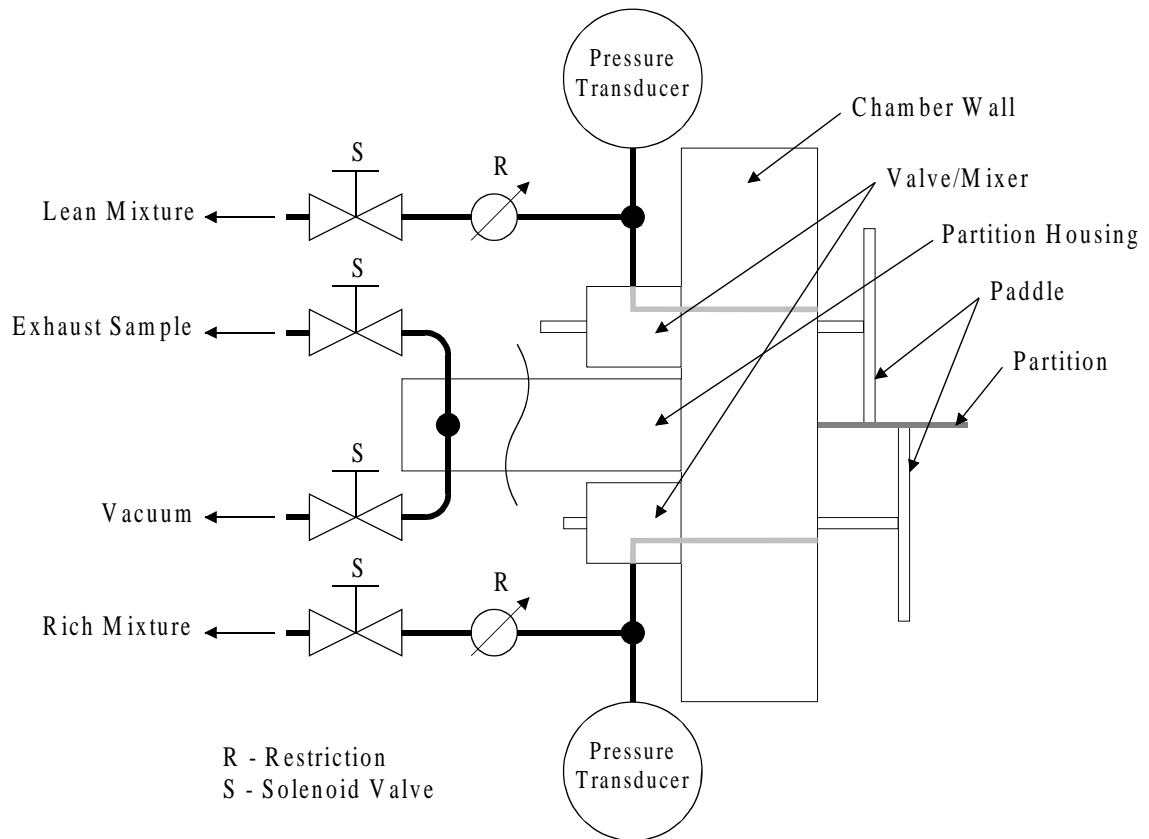 Pressure
Transducer
Chamber Wall
S
R
Valve/Mixer
Lean Mixture
Partition Housing
S
Paddle
Exhaust Sample
Partition
S
Vacuum
S
R
Rich Mixture
Pressure
Transducer
R - Restriction
S - Solenoid Valve